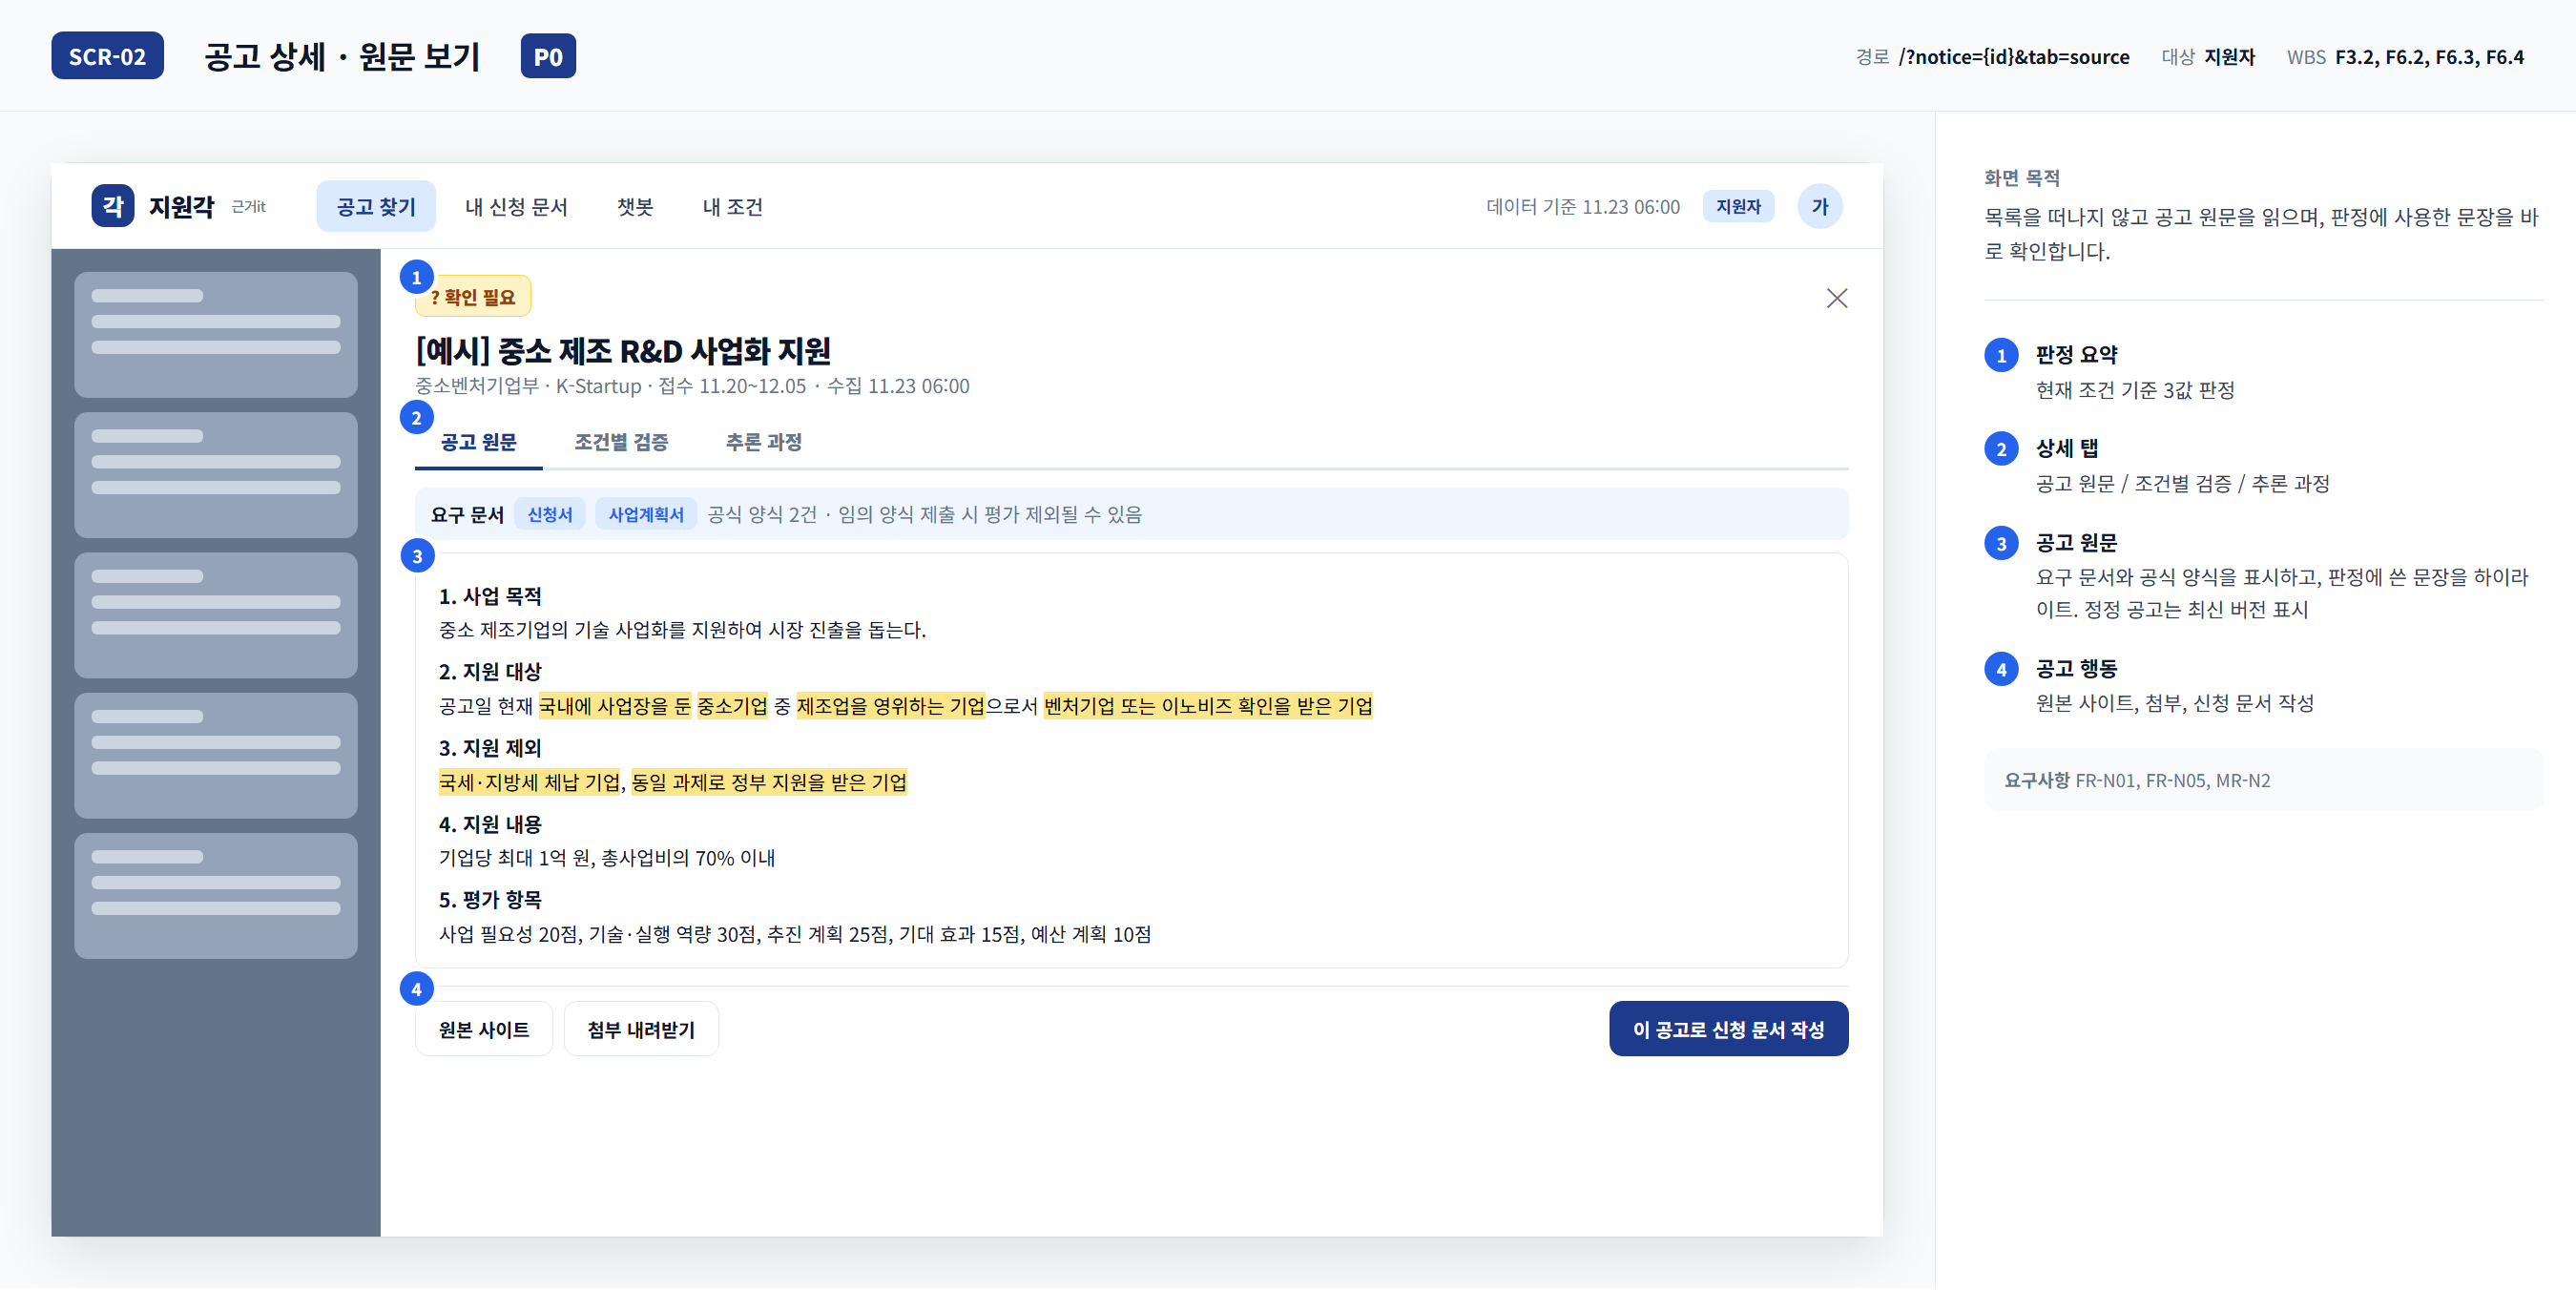 SCR-02 공고 상세 · 원문 보기 P0
경로 /?notice={id}&tab=source 대상 지원자 WBS F3.2, F6.2, F6.3, F6.4
각 지원각 근거it 공고 찾기 내 신청 문서 챗봇 내 조건 데이터 기준 11.23 06:00 지원자 가
1
? 확인 필요
[예시] 중소 제조 R&D 사업화 지원
중소벤처기업부 · K-Startup · 접수 11.20~12.05 · 수집 11.23 06:00
2
공고 원문 조건별 검증 추론 과정
요구 문서 신청서 사업계획서 공식 양식 2건 · 임의 양식 제출 시 평가 제외될 수 있음
3
1. 사업 목적
중소 제조기업의 기술 사업화를 지원하여 시장 진출을 돕는다.
2. 지원 대상
공고일 현재 국내에 사업장을 둔 중소기업 중 제조업을 영위하는 기업으로서 벤처기업 또는 이노비즈 확인을 받은 기업
3. 지원 제외
국세·지방세 체납 기업, 동일 과제로 정부 지원을 받은 기업
4. 지원 내용
기업당 최대 1억 원, 총사업비의 70% 이내
5. 평가 항목
사업 필요성 20점, 기술·실행 역량 30점, 추진 계획 25점, 기대 효과 15점, 예산 계획 10점
4
원본 사이트 첨부 내려받기 이 공고로 신청 문서 작성
화면 목적
목록을 떠나지 않고 공고 원문을 읽으며, 판정에 사용한 문장을 바
로 확인합니다.
1 판정 요약
현재 조건 기준 3값 판정
2 상세 탭
공고 원문 / 조건별 검증 / 추론 과정
3 공고 원문
요구 문서와 공식 양식을 표시하고, 판정에 쓴 문장을 하이라
이트. 정정 공고는 최신 버전 표시
4 공고 행동
원본 사이트, 첨부, 신청 문서 작성
요구사항 FR-N01, FR-N05, MR-N2